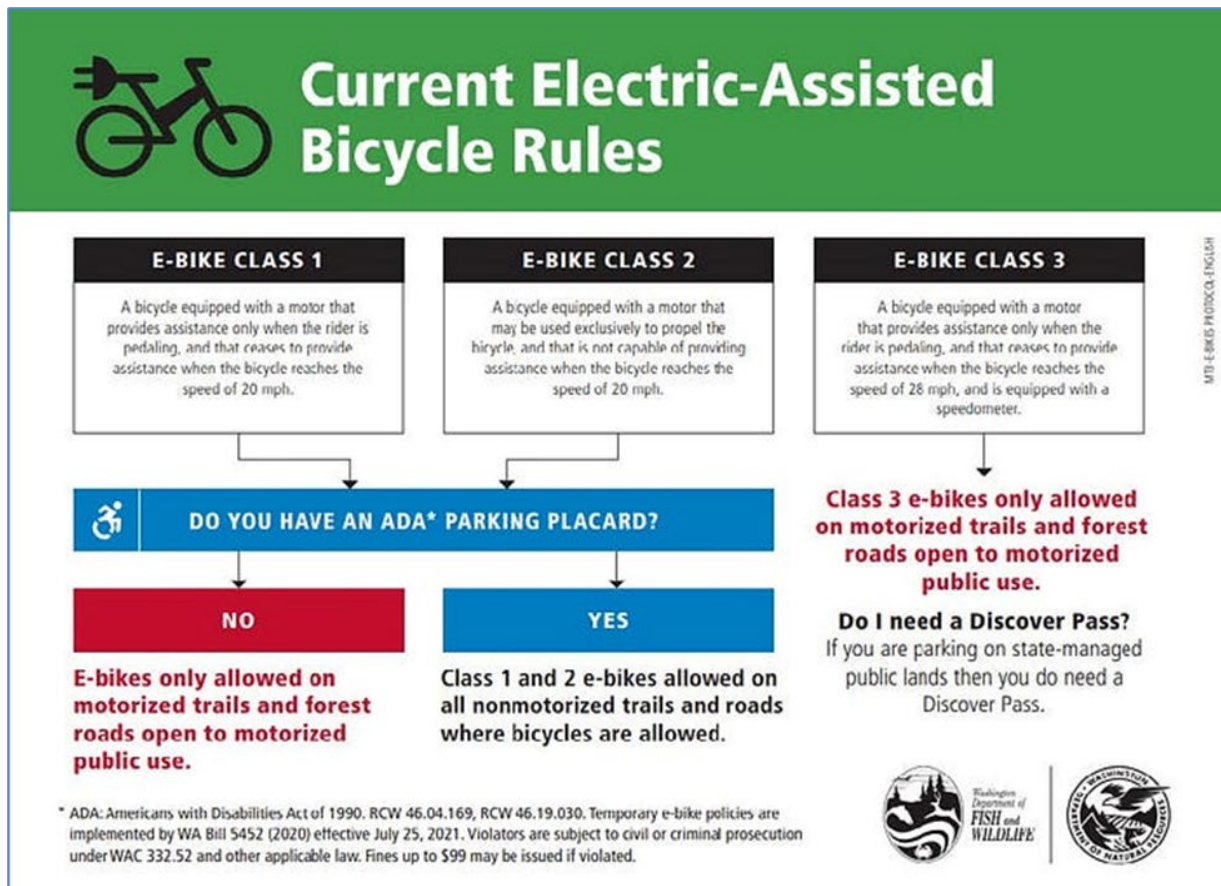 Current Electric-Assisted
Bicycle Rules
E-BIKE CLASS 1
A bicycle equipped with a motor that
provides assistance only when the rider is
pedaling, and that ceases to provide
assistance when the bicycle reaches the
speed of 20 mph.
E-BIKE CLASS 2
A bicycle equipped with a motor that
may be used exclusively to propel the
bicycle, and that is not capable of providing
assistance when the bicycle reaches the
speed of 20 mph.
E-BIKE CLASS 3
A bicycle equipped with a motor
that provides assistance only when the
rider is pedaling, and that ceases to provide
assistance when the bicycle reaches the
speed of 28 mph, and is equipped with a
speedometer.
MTB-E-BIKES PROTOCOL-ENGLISH
DO YOU HAVE AN ADA* PARKING PLACARD?
NO
E-bikes only allowed on
motorized trails and forest
roads open to motorized
public use.
YES
Class 1 and 2 e-bikes allowed on
all nonmotorized trails and roads
where bicycles are allowed.
Class 3 e-bikes only allowed
on motorized trails and forest
roads open to motorized
public use.
Do I need a Discover Pass?
If you are parking on state-managed
public lands then you do need a
Discover Pass.
* ADA: Americans with Disabilities Act of 1990. RCW 46.04.169, RCW 46.19.030. Temporary e-bike policies are
implemented by WA Bill 5452 (2020) effective July 25, 2021. Violators are subject to civil or criminal prosecution
under WAC 332.52 and other applicable law. Fines up to $99 may be issued if violated.
Washington
Department of
FISH and
WILDLIFE
WASHINGTON
DEPARTMENT OF NATURAL RESOURCES